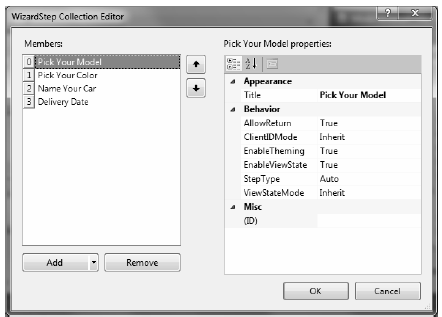 WizardStep Collection Editor
?
Members:
0 Pick Your Model
1 Pick Your Color
2 Name Your Car
3 Delivery Date
Add
Remove
Pick Your Model properties:
Appearance
Title Pick Your Model
Behavior
AllowReturn True
ClientIDMode Inherit
EnableTheming True
EnableViewState True
StepType Auto
ViewStateMode Inherit
Misc
(ID)
OK
Cancel